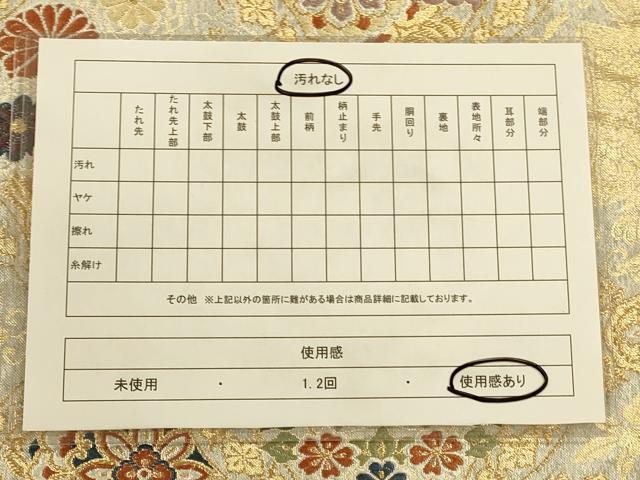 汚れなし
たれ先 たれ先上部 太鼓下部 太鼓 太鼓上部 前柄 柄止まり 手先 胴回り 裏地 表地所々 耳部分 端部分
汚れ
ヤケ
擦れ
糸解け
その他 ※上記以外の箇所に難がある場合は商品詳細に記載しております。
使用感
未使用 ・ 1.2回 ・ 使用感あり